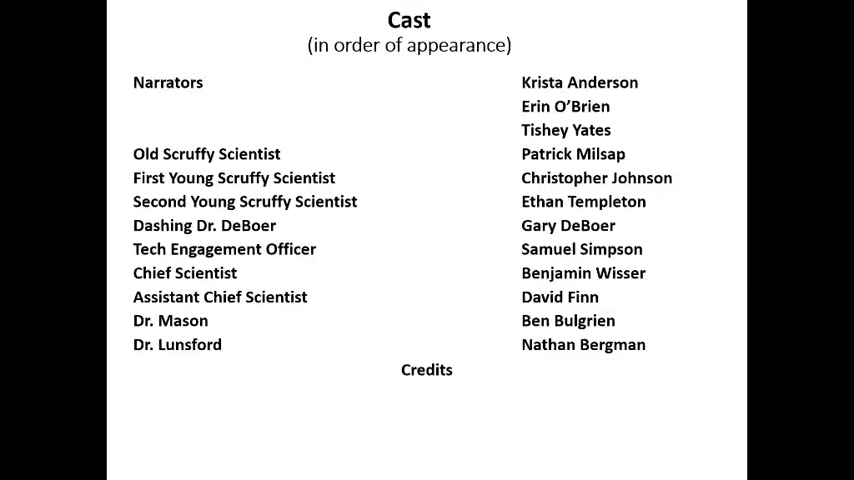 Cast
(in order of appearance)
Narrators Krista Anderson
Erin O’Brien
Tishey Yates
Old Scruffy Scientist Patrick Milsap
First Young Scruffy Scientist Christopher Johnson
Second Young Scruffy Scientist Ethan Templeton
Dashing Dr. DeBoer Gary DeBoer
Tech Engagement Officer Samuel Simpson
Chief Scientist Benjamin Wisser
Assistant Chief Scientist David Finn
Dr. Mason Ben Bulgrien
Dr. Lunsford Nathan Bergman
Credits